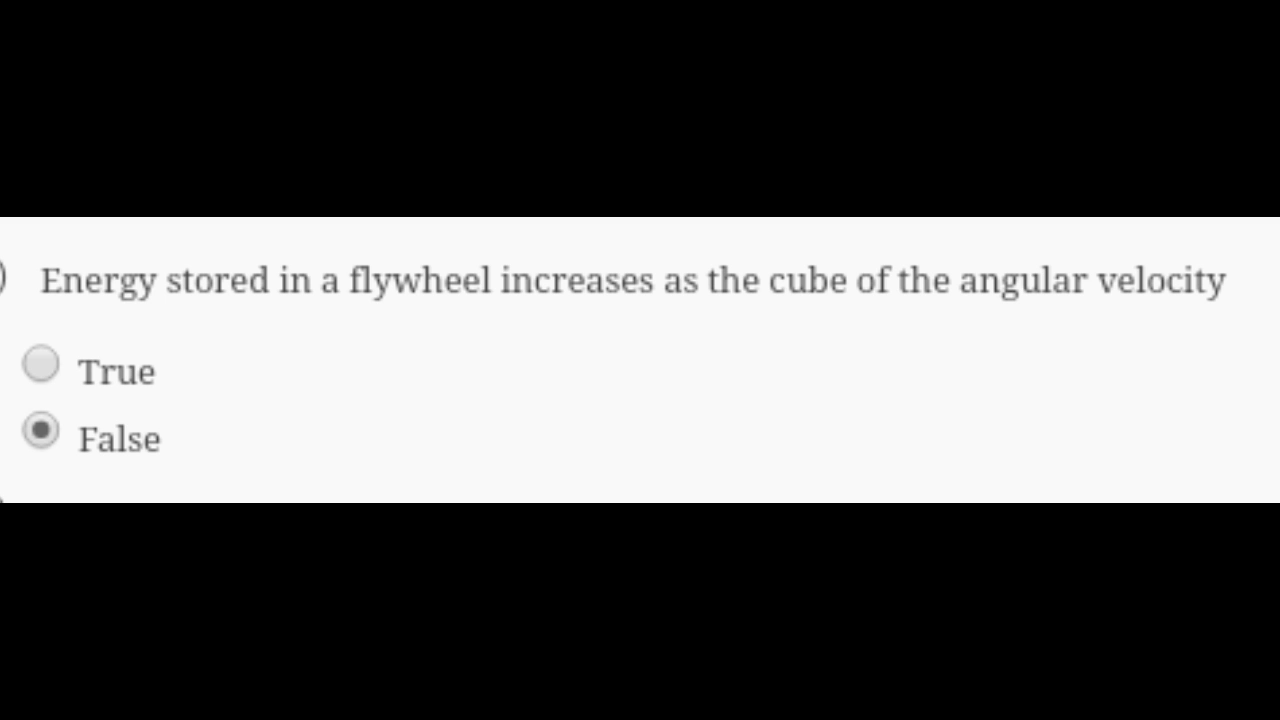 ) Energy stored in a flywheel increases as the cube of the angular velocity
True
False